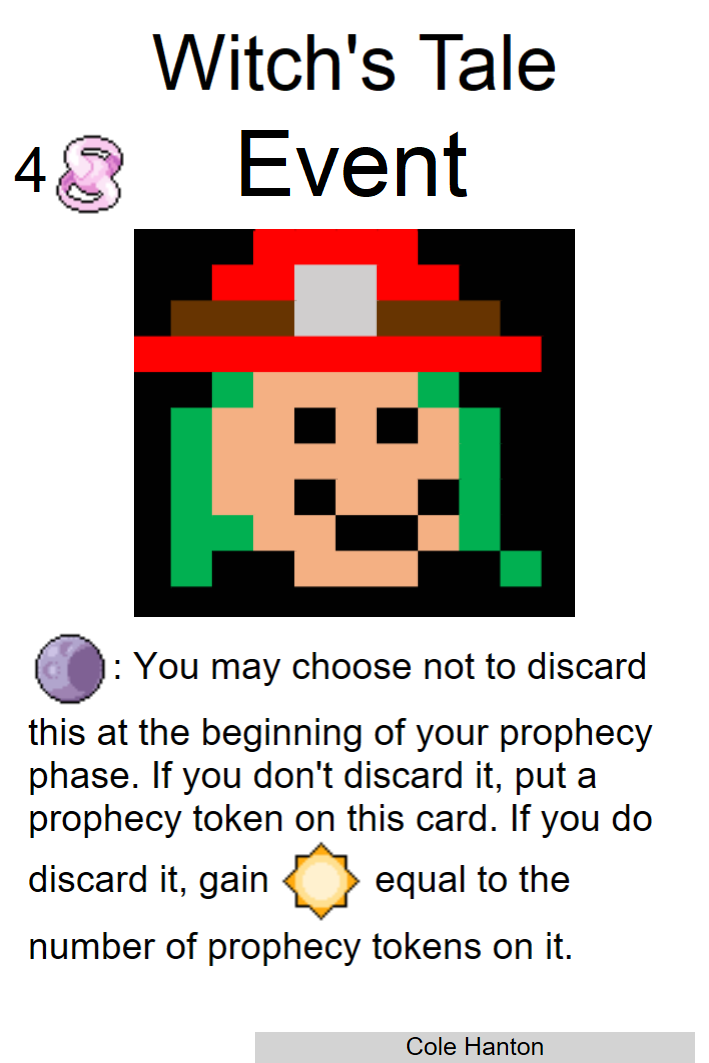 Witch's Tale
4 Event
: You may choose not to discard
this at the beginning of your prophecy
phase. If you don't discard it, put a
prophecy token on this card. If you do
discard it, gain equal to the
number of prophecy tokens on it.
Cole Hanton